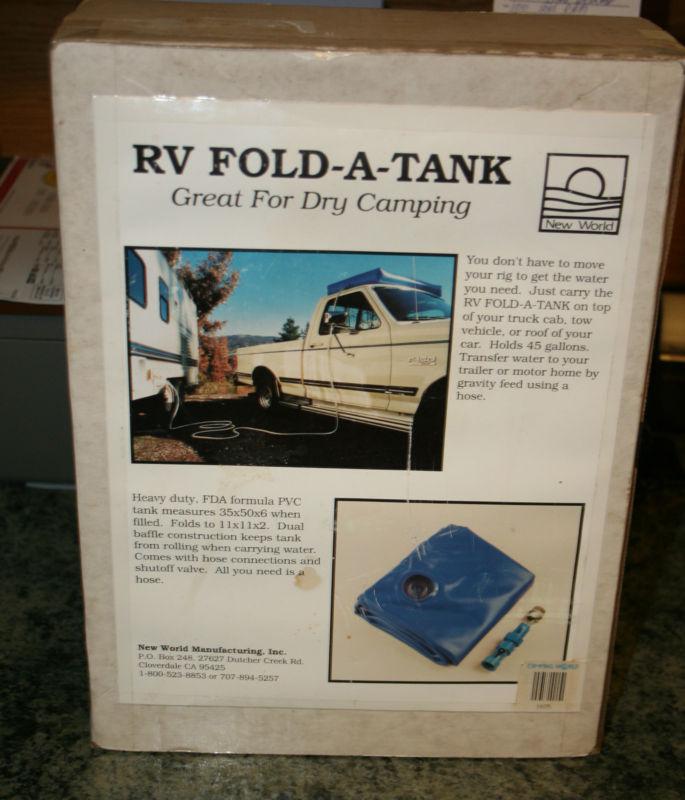 RV FOLD-A-TANK
Great For Dry Camping
New World
You don't have to move
your rig to get the water
you need. Just carry the
RV FOLD-A-TANK on top
of your truck cab, tow
vehicle, or roof of your
car. Holds 45 gallons.
Transfer water to your
trailer or motor home by
gravity feed using a
hose.
Heavy duty, FDA formula PVC
tank measures 35x50x6 when
filled. Folds to 11x11x2. Dual
baffle construction keeps tank
from rolling when carrying water.
Comes with hose connections and
shutoff valve. All you need is a
hose.
New World Manufacturing, Inc.
P.O. Box 248, 27627 Dutcher Creek Rd.
Cloverdale CA 95425
1-800-523-8853 or 707-894-5257
CAMPING WORLD